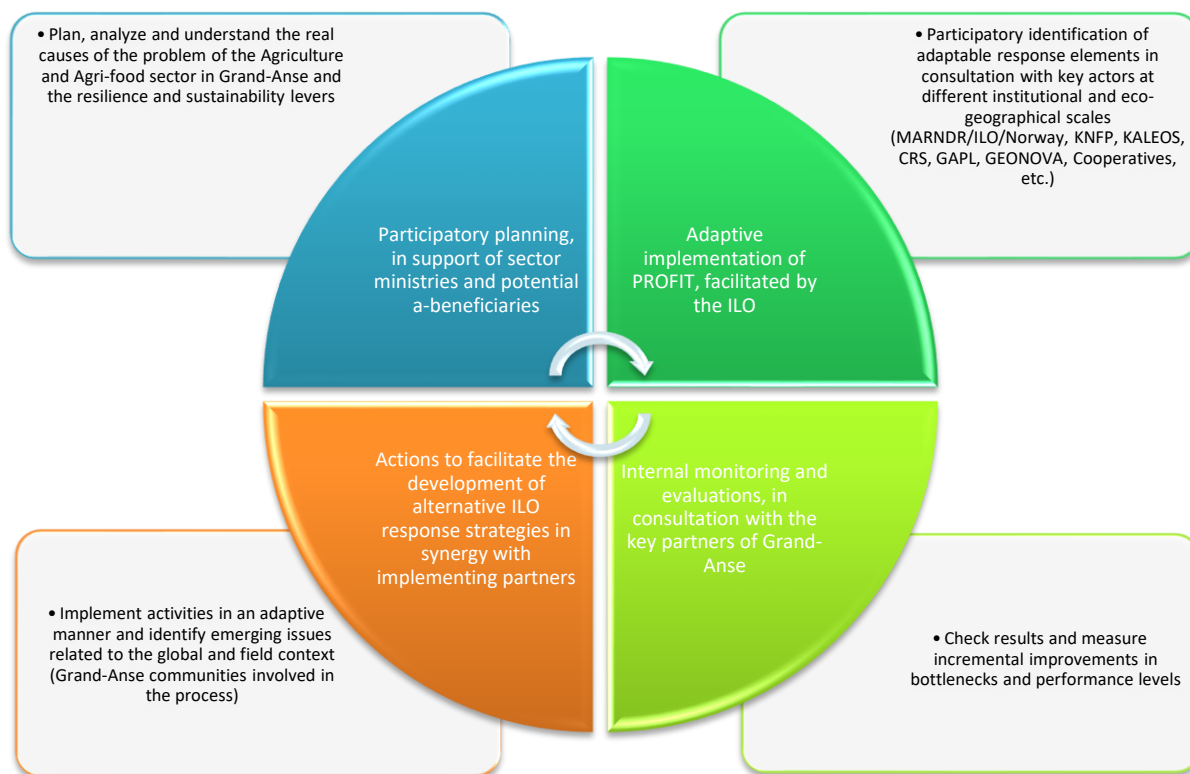 • Plan, analyze and understand the real
causes of the problem of the Agriculture
and Agri-food sector in Grand-Anse and
the resilience and sustainability levers
• Participatory identification of
adaptable response elements in
consultation with key actors at
different institutional and eco-
geographical scales
(MARNDR/ILO/Norway, KNFP, KALEOS,
CRS, GAPL, GEONOVA, Cooperatives,
etc.)
Participatory planning,
in support of sector
ministries and potential
a-beneficiaries
Adaptive
implementation of
PROFIT, facilitated by
the ILO
Actions to facilitate the
development of
alternative ILO
response strategies in
synergy with
implementing partners
Internal monitoring and
evaluations, in
consultation with the
key partners of Grand-
Anse
• Implement activities in an adaptive
manner and identify emerging issues
related to the global and field context
(Grand-Anse communities involved in
the process)
• Check results and measure
incremental improvements in
bottlenecks and performance levels